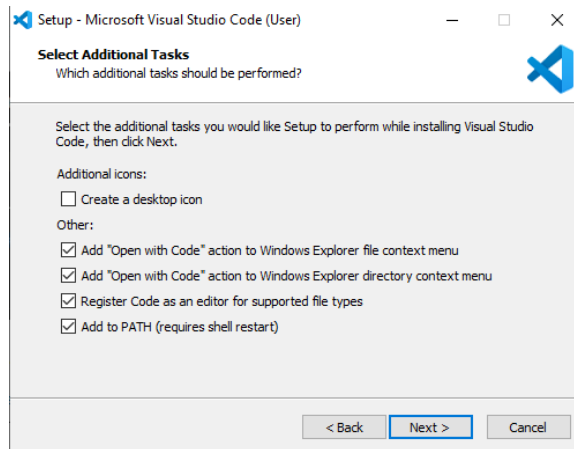 Setup - Microsoft Visual Studio Code (User)
Select Additional Tasks
Which additional tasks should be performed?
Select the additional tasks you would like Setup to perform while installing Visual Studio
Code, then click Next.
Additional icons:
Create a desktop icon
Other:
Add "Open with Code" action to Windows Explorer file context menu
Add "Open with Code" action to Windows Explorer directory context menu
Register Code as an editor for supported file types
Add to PATH (requires shell restart)
< Back Next > Cancel